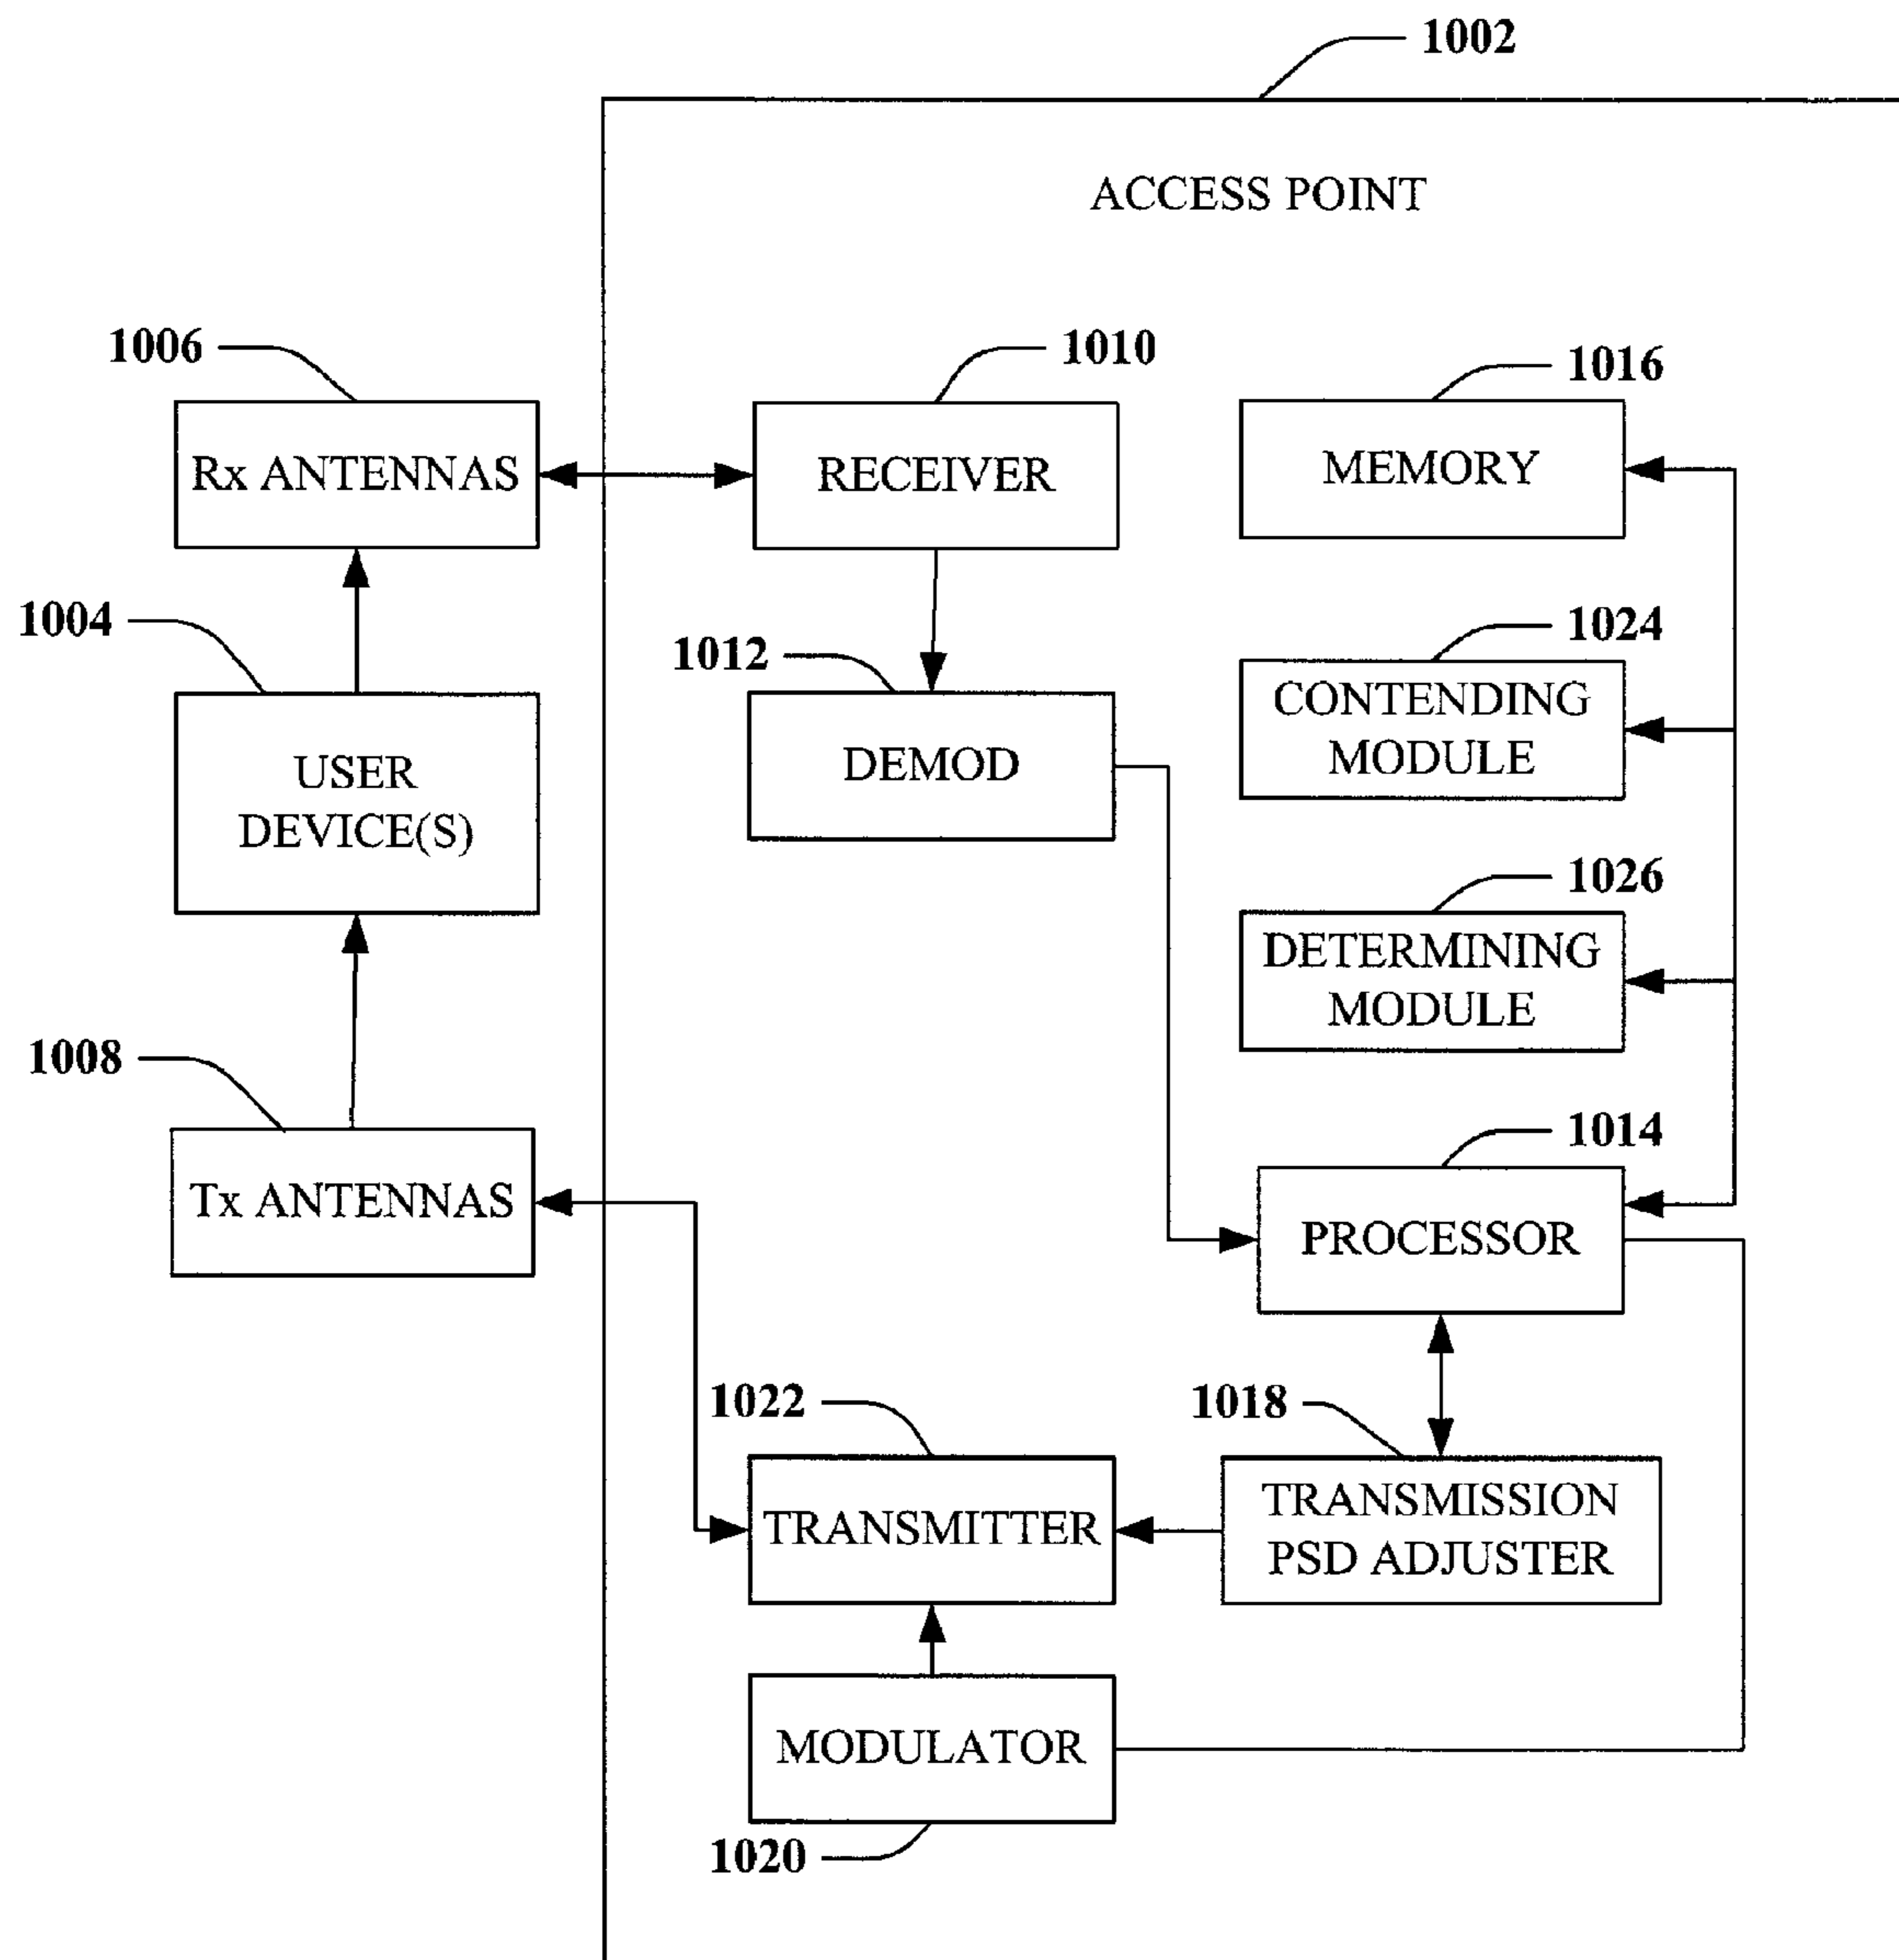 1002
ACCESS POINT
1006
1010
1016
Rx ANTENNAS
RECEIVER
MEMORY
1004
1012
1024
USER
DEVICE(S)
DEMOD
CONTENDING
MODULE
1026
DETERMINING
MODULE
1008
1014
Tx ANTENNAS
PROCESSOR
1022
1018
TRANSMITTER
TRANSMISSION
PSD ADJUSTER
MODULATOR
1020